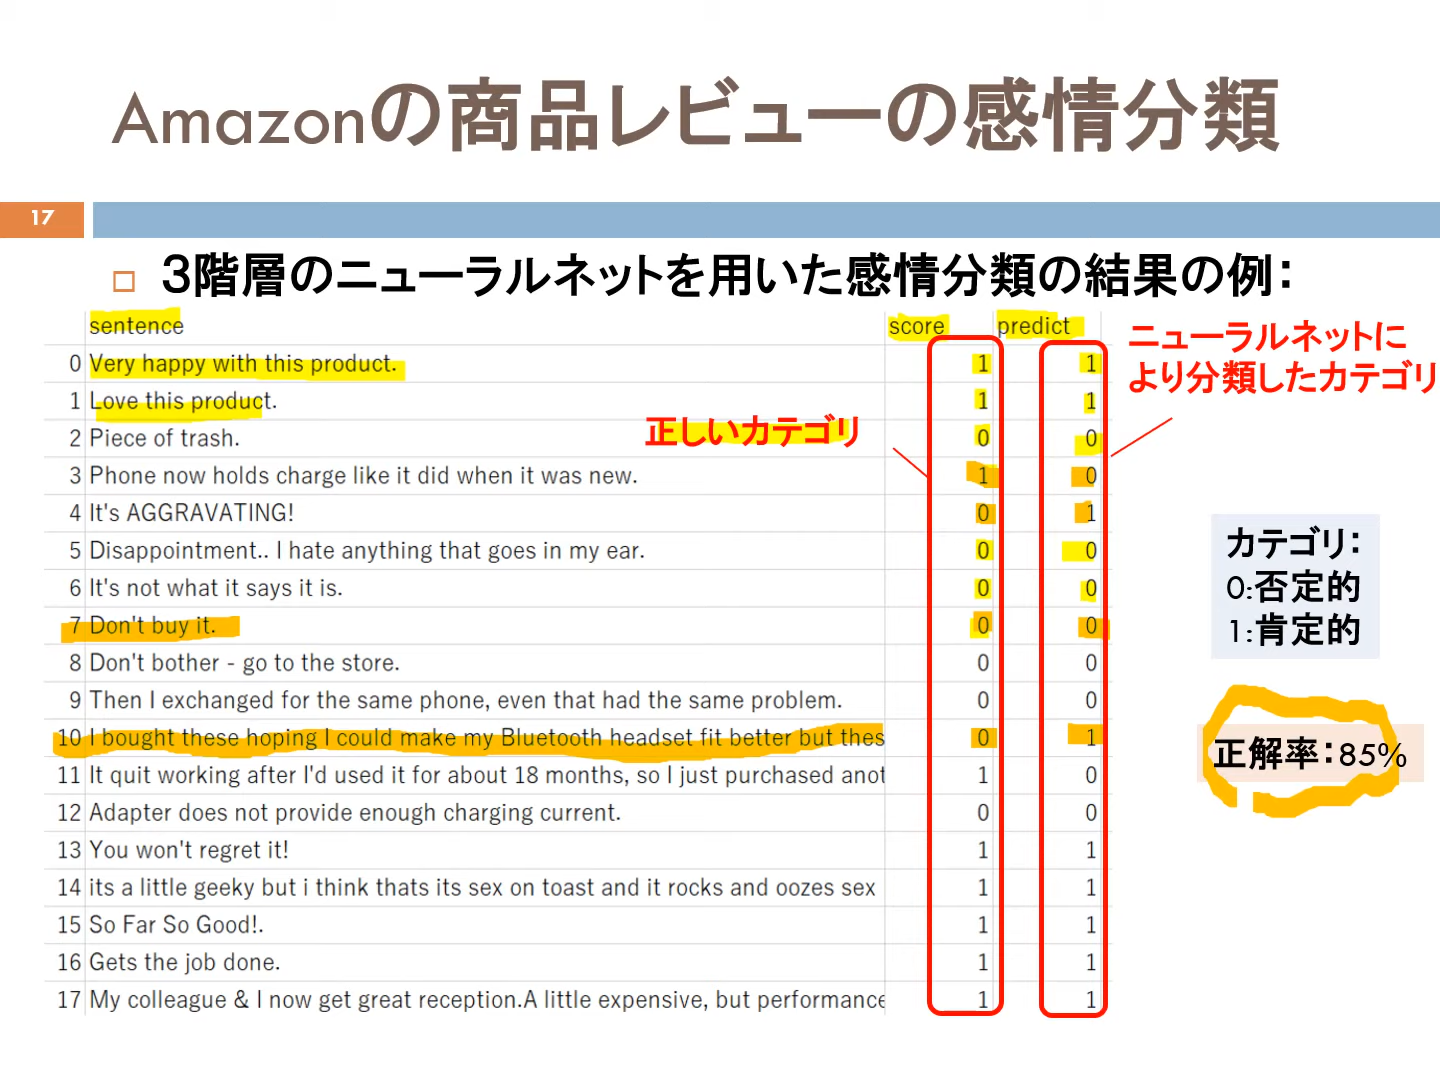 Amazonの商品レビューの感情分類
17
3階層のニューラルネットを用いた感情分類の結果の例：
sentence score predict
0 Very happy with this product. 1 1
1 Love this product. 1 1
2 Piece of trash. 0 0
3 Phone now holds charge like it did when it was new. 1 0
4 It's AGGRAVATING! 0 1
5 Disappointment.. I hate anything that goes in my ear. 0 0
6 It's not what it says it is. 0 0
7 Don't buy it. 0 0
8 Don't bother - go to the store. 0 0
9 Then I exchanged for the same phone, even that had the same problem. 0 0
10 I bought these hoping I could make my Bluetooth headset fit better but thes 0 1
11 It quit working after I'd used it for about 18 months, so I just purchased anot 1 0
12 Adapter does not provide enough charging current. 0 0
13 You won't regret it! 1 1
14 its a little geeky but i think thats its sex on toast and it rocks and oozes sex 1 1
15 So Far So Good!. 1 1
16 Gets the job done. 1 1
17 My colleague & I now get great reception.A little expensive, but performance 1 1
正しいカテゴリ
ニューラルネットに
より分類したカテゴリ
カテゴリ：
0:否定的
1:肯定的
正解率：85%